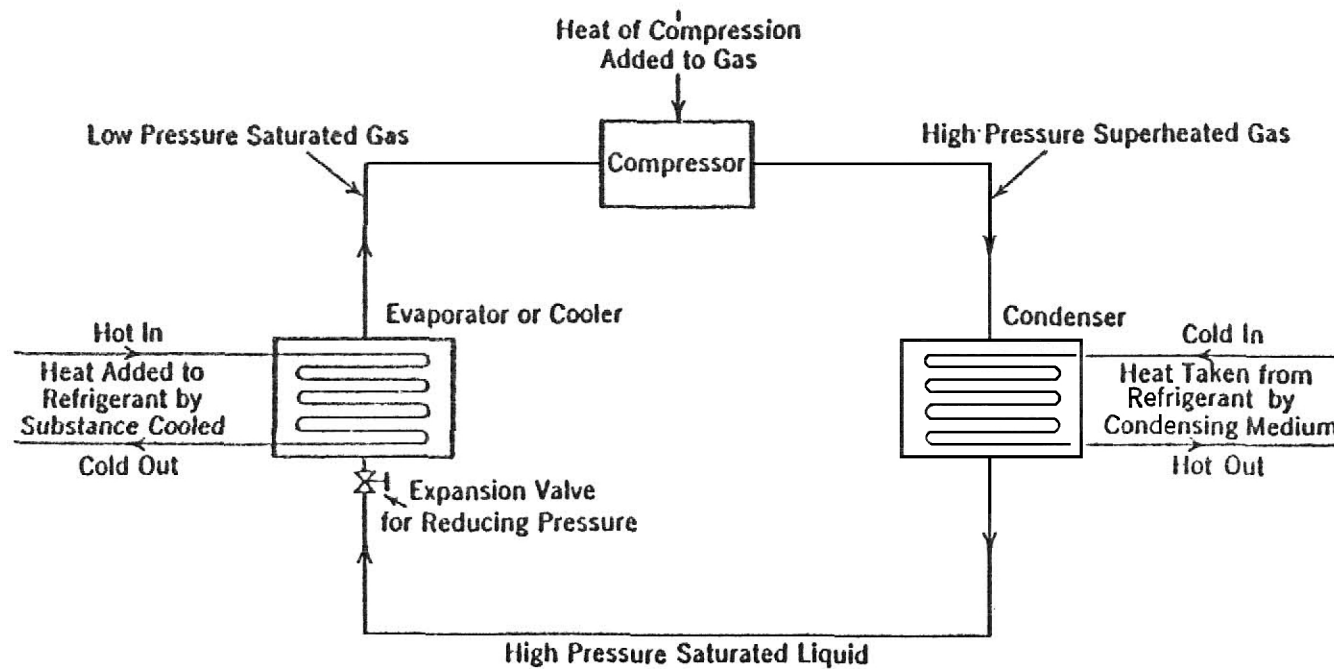 Heat of Compression
Added to Gas
Low Pressure Saturated Gas
High Pressure Superheated Gas
Compressor
Evaporator or Cooler
Condenser
Hot In
Heat Added to
Refrigerant by
Substance Cooled
Cold Out
Cold In
Heat Taken from
Refrigerant by
Condensing Medium
Hot Out
Expansion Valve
for Reducing Pressure
High Pressure Saturated Liquid